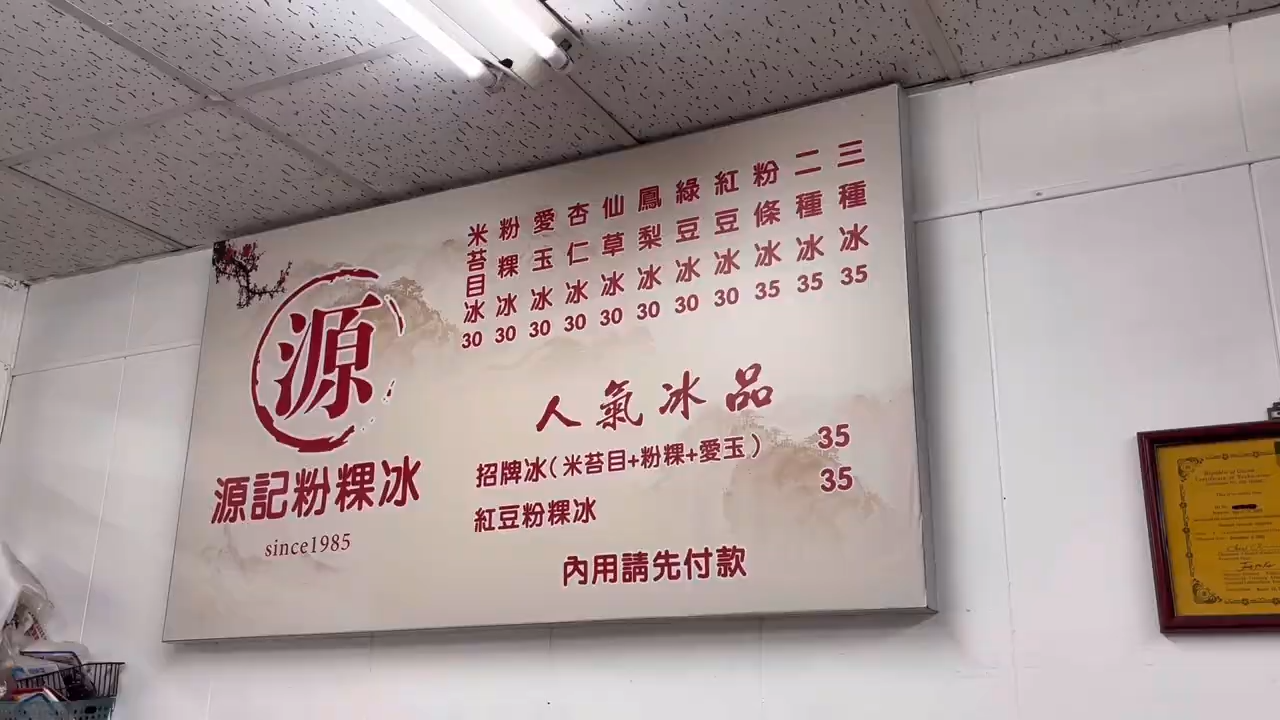 源
源記粉粿冰
since1985
米苔目冰 30
粉粿冰 30
愛玉冰 30
杏仁冰 30
仙草冰 30
鳳梨冰 30
綠豆冰 30
紅豆冰 30
粉條冰 35
二種冰 35
三種冰 35
人氣冰品
招牌冰(米苔目+粉粿+愛玉) 35
紅豆粉粿冰 35
內用請先付款